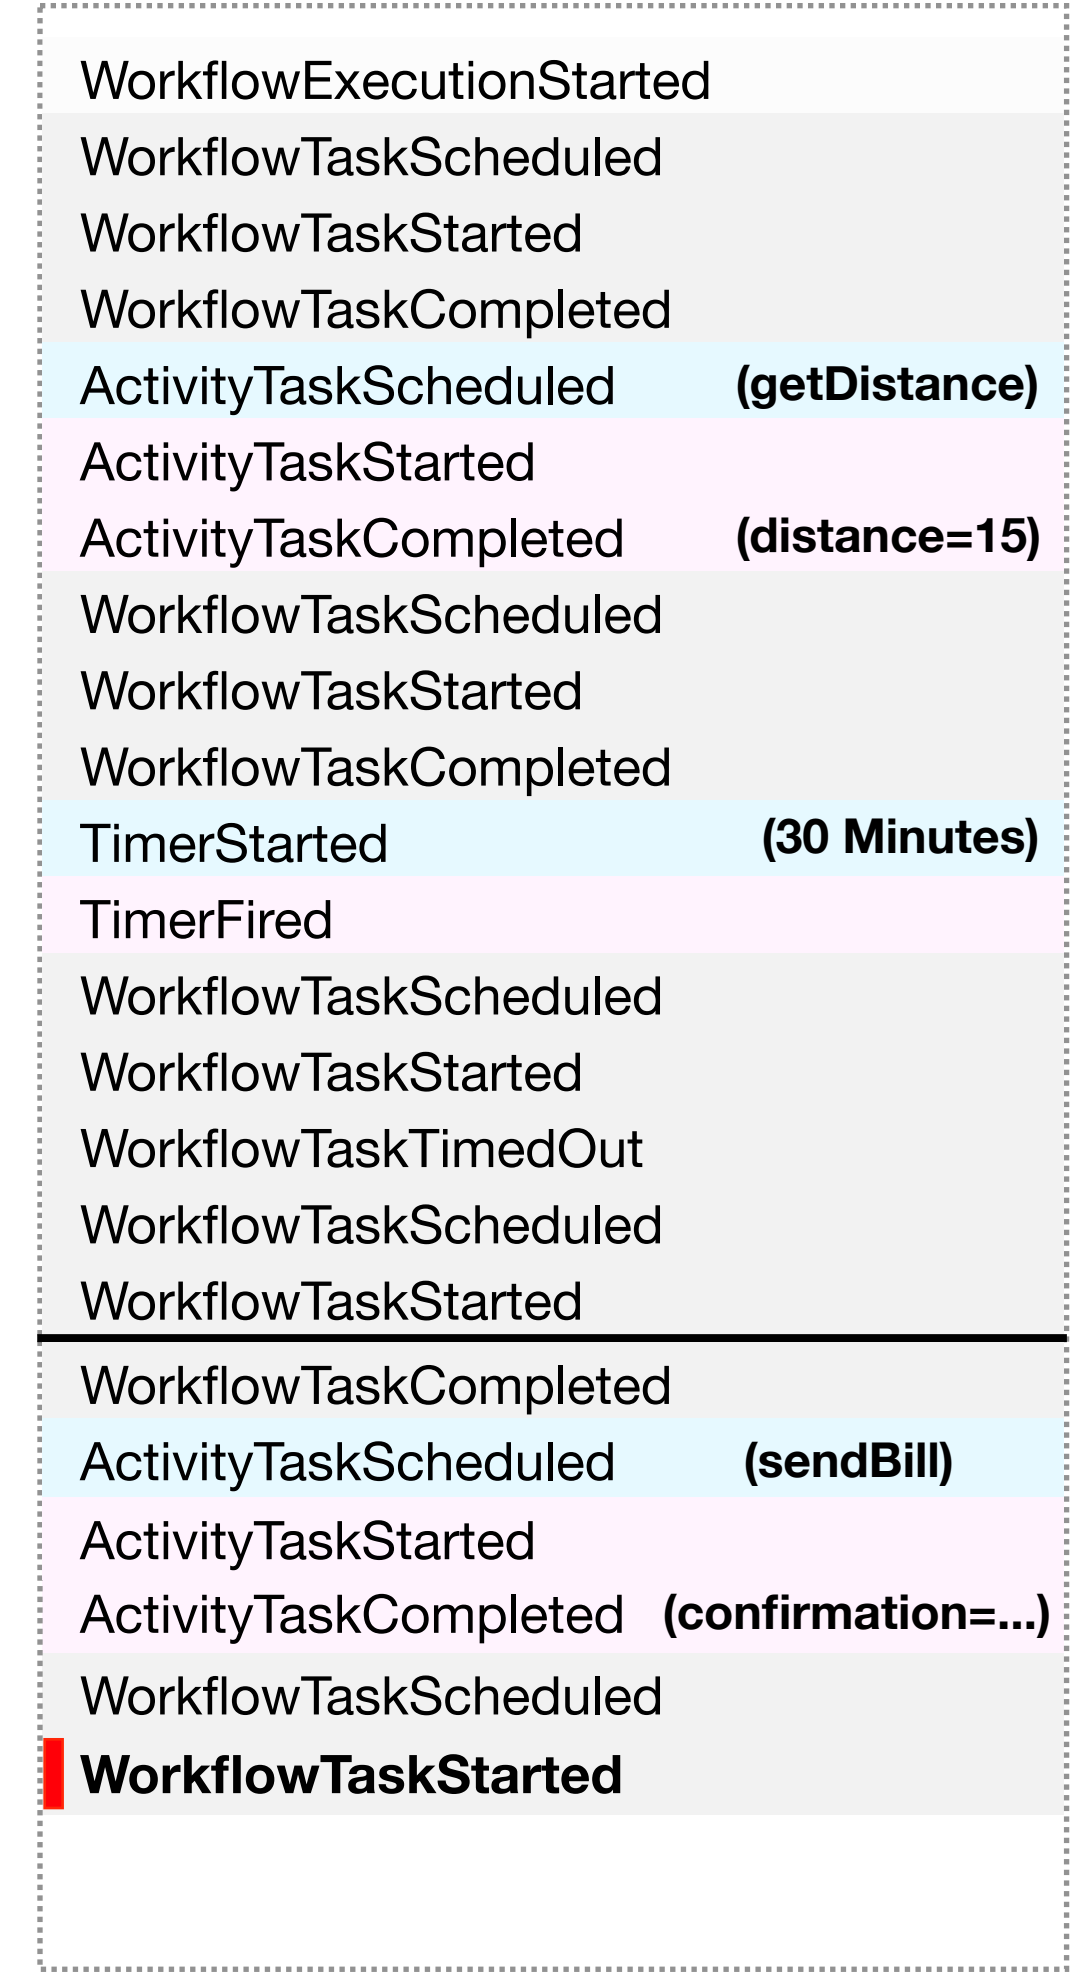 WorkflowExecutionStarted
WorkflowTaskScheduled
WorkflowTaskStarted
WorkflowTaskCompleted
ActivityTaskScheduled (getDistance)
ActivityTaskStarted
ActivityTaskCompleted (distance=15)
WorkflowTaskScheduled
WorkflowTaskStarted
WorkflowTaskCompleted
TimerStarted (30 Minutes)
TimerFired
WorkflowTaskScheduled
WorkflowTaskStarted
WorkflowTaskTimedOut
WorkflowTaskScheduled
WorkflowTaskStarted
WorkflowTaskCompleted
ActivityTaskScheduled (sendBill)
ActivityTaskStarted
ActivityTaskCompleted (confirmation=...)
WorkflowTaskScheduled
WorkflowTaskStarted